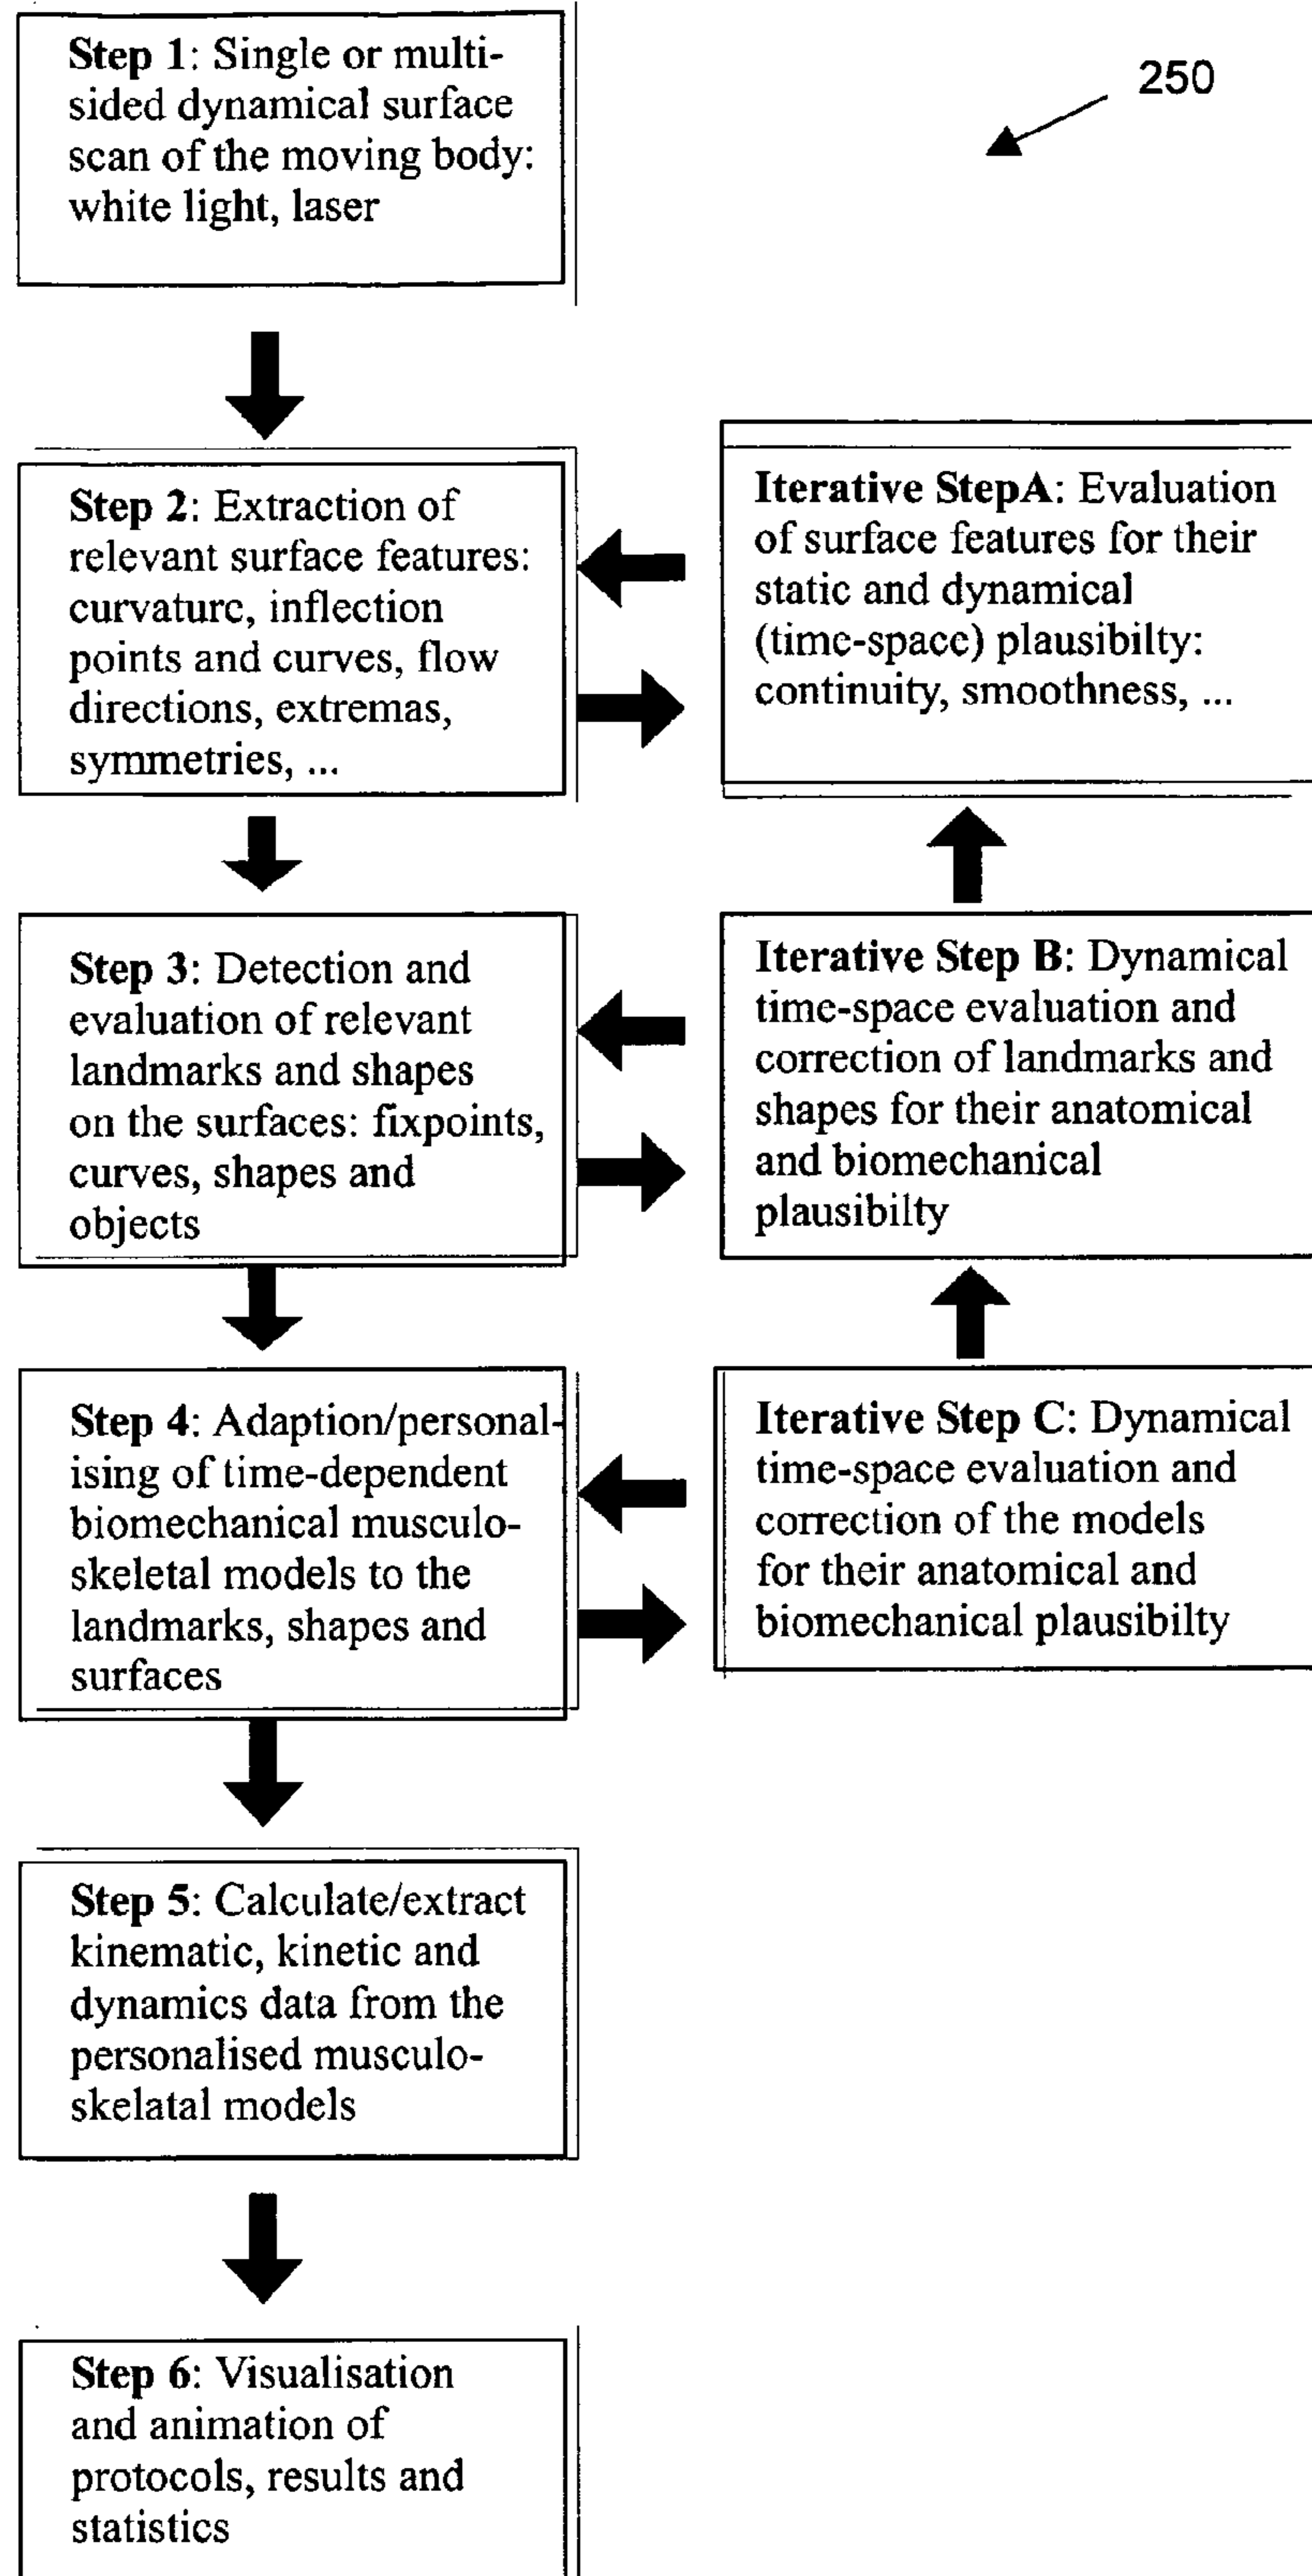 Step 1: Single or multi-
sided dynamical surface
scan of the moving body:
white light, laser
250
Step 2: Extraction of
relevant surface features:
curvature, inflection
points and curves, flow
directions, extremas,
symmetries, ...
Iterative StepA: Evaluation
of surface features for their
static and dynamical
(time-space) plausibilty:
continuity, smoothness, ...
Step 3: Detection and
evaluation of relevant
landmarks and shapes
on the surfaces: fixpoints,
curves, shapes and
objects
Iterative Step B: Dynamical
time-space evaluation and
correction of landmarks and
shapes for their anatomical
and biomechanical
plausibilty
Step 4: Adaption/personal-
ising of time-dependent
biomechanical musculo-
skeletal models to the
landmarks, shapes and
surfaces
Iterative Step C: Dynamical
time-space evaluation and
correction of the models
for their anatomical and
biomechanical plausibilty
Step 5: Calculate/extract
kinematic, kinetic and
dynamics data from the
personalised musculo-
skelatal models
Step 6: Visualisation
and animation of
protocols, results and
statistics